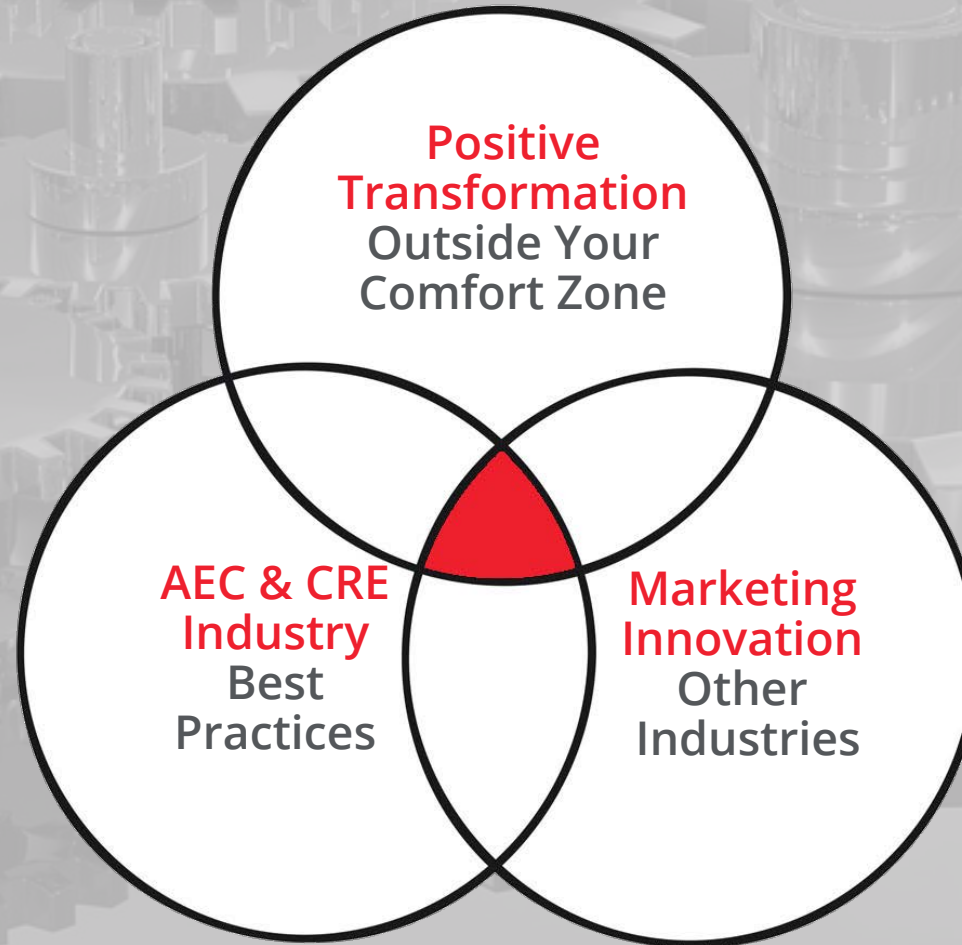 Positive
Transformation
Outside Your
Comfort Zone
AEC & CRE
Industry
Best
Practices
Marketing
Innovation
Other
Industries